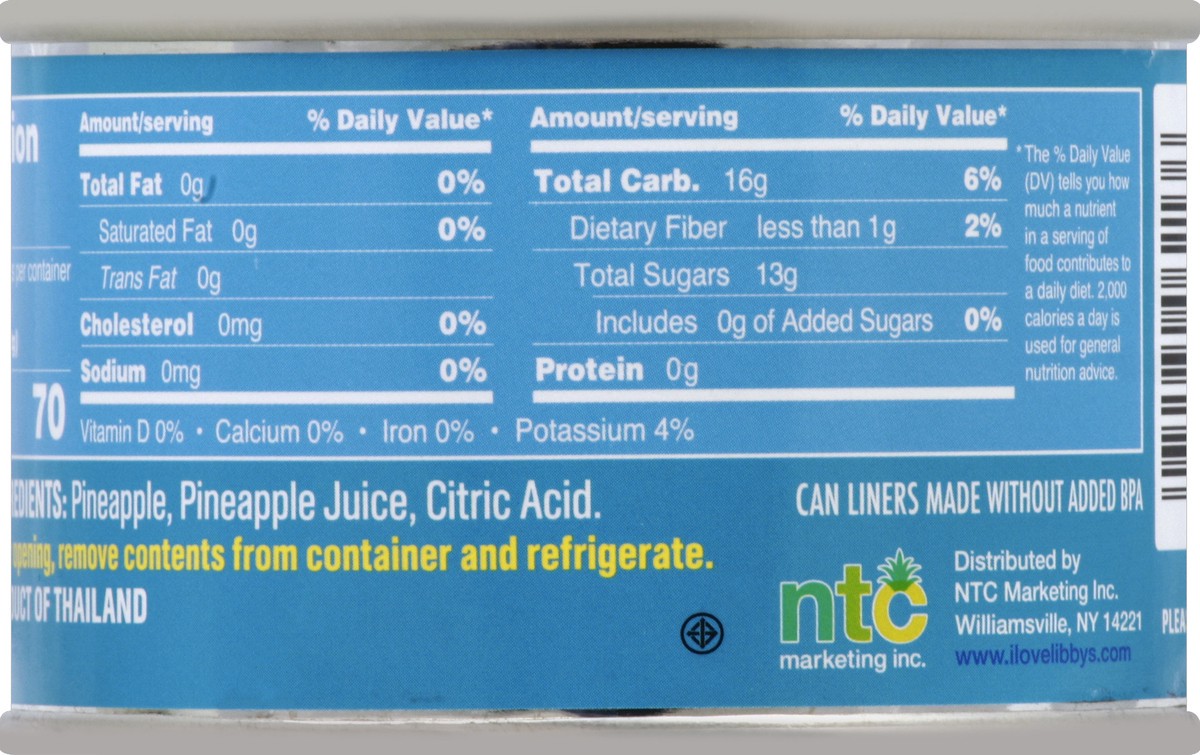 ion
per container
70
Amount/serving % Daily Value*
Total Fat 0g 0%
Saturated Fat 0g 0%
Trans Fat 0g
Cholesterol 0mg 0%
Sodium 0mg 0%
Amount/serving % Daily Value*
Total Carb. 16g 6%
Dietary Fiber less than 1g 2%
Total Sugars 13g
Includes 0g of Added Sugars 0%
Protein 0g
* The % Daily Value
(DV) tells you how
much a nutrient
in a serving of
food contributes to
a daily diet. 2,000
calories a day is
used for general
nutrition advice.
Vitamin D 0% • Calcium 0% • Iron 0% • Potassium 4%
EDIENTS: Pineapple, Pineapple Juice, Citric Acid.
opening, remove contents from container and refrigerate.
UCT OF THAILAND
CAN LINERS MADE WITHOUT ADDED BPA
ntc
marketing inc.
Distributed by
NTC Marketing Inc.
Williamsville, NY 14221
www.ilovelibbys.com
PLEA